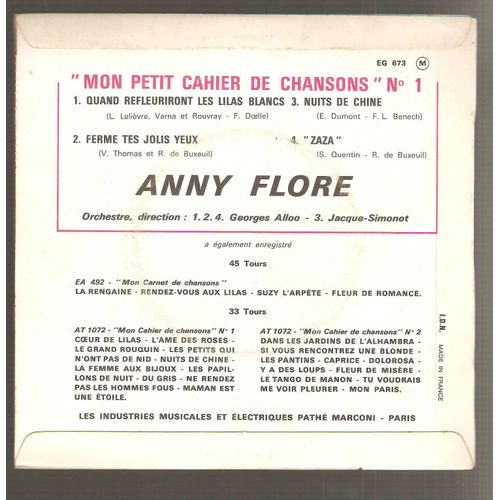 EG 673 M
"MON PETIT CAHIER DE CHANSONS" No 1
1. QUAND REFLEURIRONT LES LILAS BLANCS
(L. Lelièvre, Varna et Rouvray - F. Dœlle)
2. FERME TES JOLIS YEUX
(V. Thomas et R. de Buxeuil)
3. NUITS DE CHINE
(E. Dumont - F. L. Benech)
4. "ZAZA"
(S. Quentin - R. de Buxeuil)
ANNY FLORE
Orchestre, direction : 1. 2. 4. Georges Alloo - 3. Jacque-Simonot
a également enregistré
45 Tours
EA 492 - "Mon Carnet de chansons"
LA RENGAINE - RENDEZ-VOUS AUX LILAS - SUZY L'ARPÈTE - FLEUR DE ROMANCE.
33 Tours
AT 1072 - "Mon Cahier de chansons" N° 1
CŒUR DE LILAS - L'AME DES ROSES -
LE GRAND ROUQUIN - LES PETITS QUI
N'ONT PAS DE NID - NUITS DE CHINE -
LA FEMME AUX BIJOUX - LES PAPIL-
LONS DE NUIT - DU GRIS - NE RENDEZ
PAS LES HOMMES FOUS - MAMAN EST
UNE ÉTOILE.
AT 1072 - "Mon Cahier de chansons" N° 2
DANS LES JARDINS DE L'ALHAMBRA -
SI VOUS RENCONTREZ UNE BLONDE -
LES PANTINS - CAPRICE - DOLOROSA -
Y A DES LOUPS - FLEUR DE MISÈRE -
LE TANGO DE MANON - TU VOUDRAIS
ME VOIR PLEURER - MON PARIS.
LES INDUSTRIES MUSICALES ET ÉLECTRIQUES PATHÉ MARCONI - PARIS
I.D.N. MADE IN FRANCE